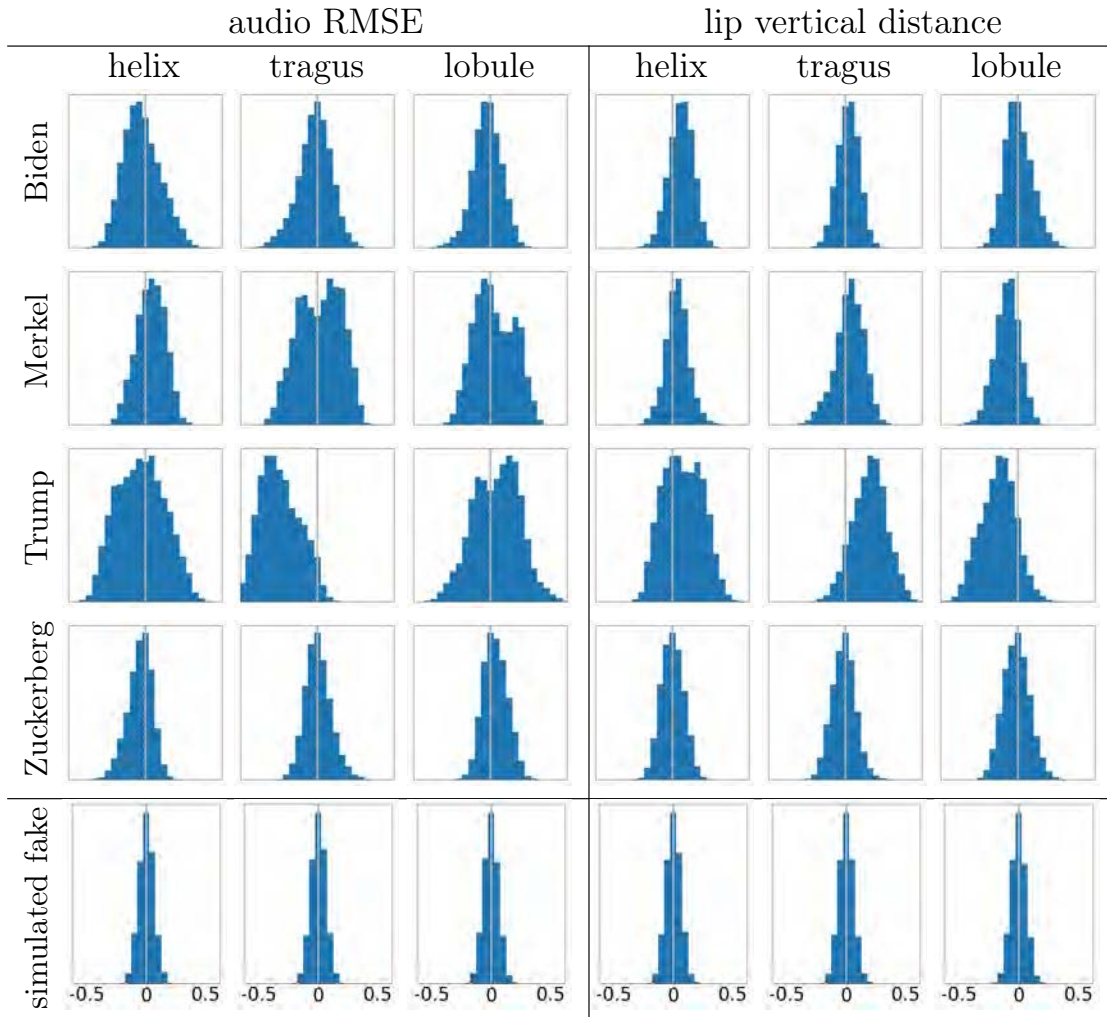 audio RMSE lip vertical distance
helix tragus lobule helix tragus lobule
Biden
Merkel
Trump
Zuckerberg
simulated fake
-0.5 0 0.5 -0.5 0 0.5 -0.5 0 0.5 -0.5 0 0.5 -0.5 0 0.5 -0.5 0 0.5